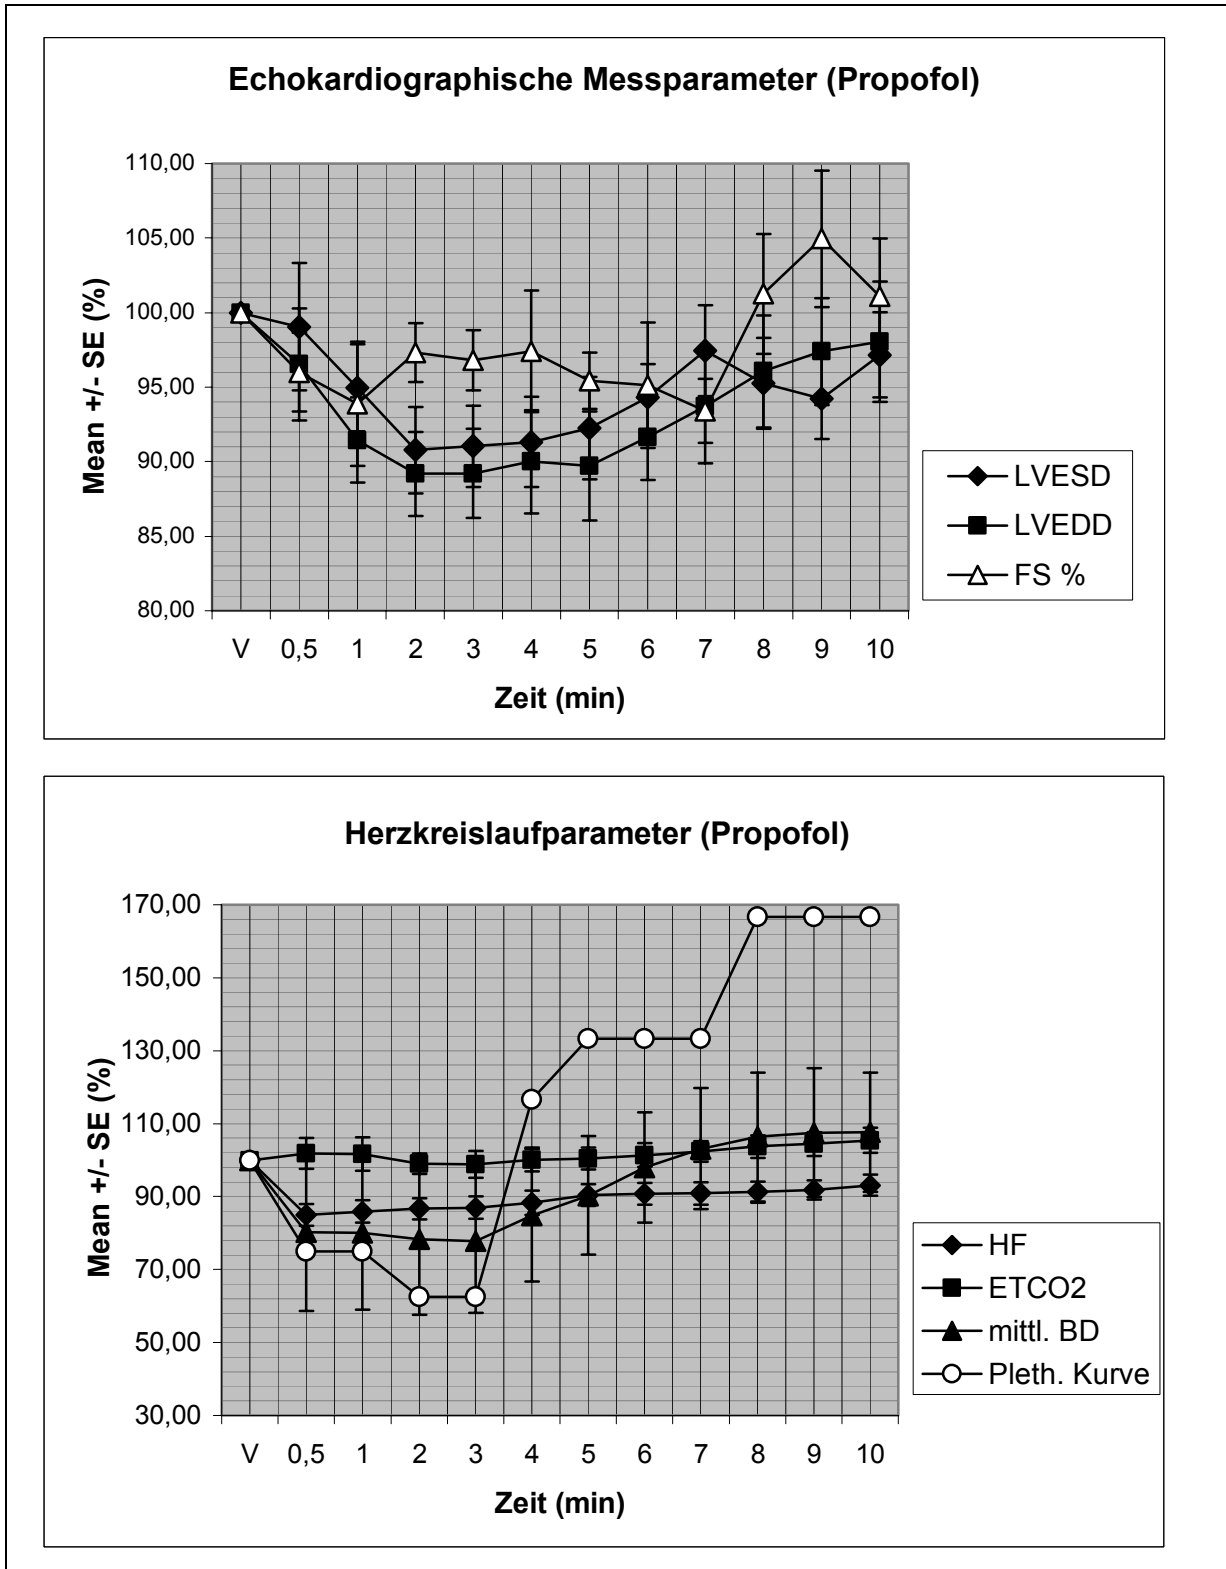 Echokardiographische Messparameter (Propofol)
110,00
105,00
100,00
95,00
90,00
85,00
80,00
Mean +/- SE (%)
V 0,5 1 2 3 4 5 6 7 8 9 10
Zeit (min)
LVESD
LVEDD
FS %
Herzkreislaufparameter (Propofol)
170,00
150,00
130,00
110,00
90,00
70,00
50,00
30,00
Mean +/- SE (%)
V 0,5 1 2 3 4 5 6 7 8 9 10
Zeit (min)
HF
ETCO2
mittl. BD
Pleth. Kurve